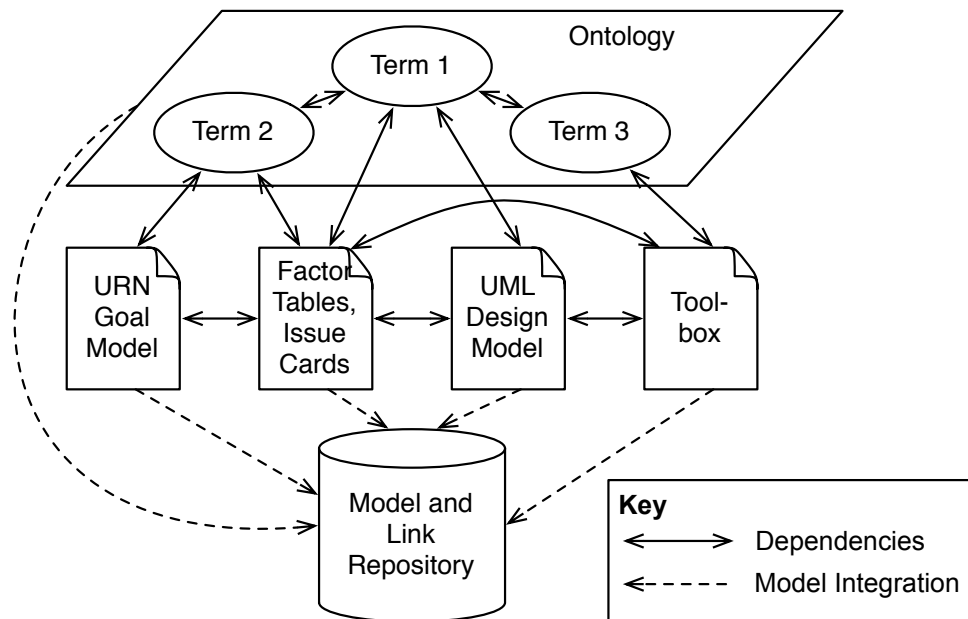 Ontology
Term 1
Term 2
Term 3
URN
Goal
Model
Factor
Tables,
Issue
Cards
UML
Design
Model
Tool-
box
Model and
Link
Repository
Key
Dependencies
Model Integration